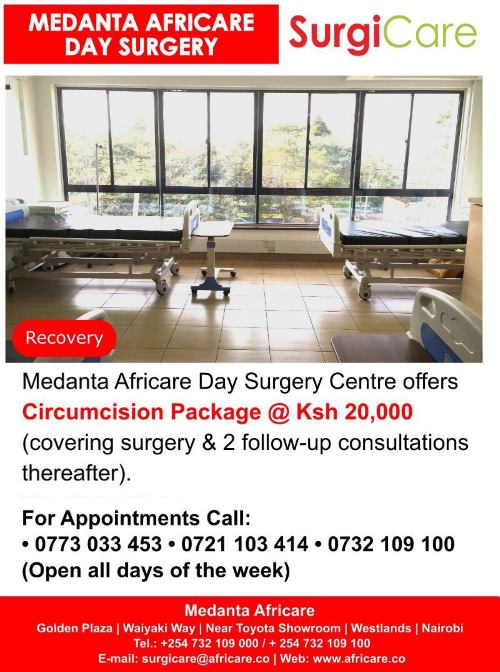 MEDANTA AFRICARE
DAY SURGERY
SurgiCare
Recovery
Medanta Africare Day Surgery Centre offers
Circumcision Package @ Ksh 20,000
(covering surgery & 2 follow-up consultations
thereafter).
For Appointments Call:
• 0773 033 453 • 0721 103 414 • 0732 109 100
(Open all days of the week)
Medanta Africare
Golden Plaza | Waiyaki Way | Near Toyota Showroom | Westlands | Nairobi
Tel.: +254 732 109 000 / + 254 732 109 100
E-mail: surgicare@africare.co | Web: www.africare.co